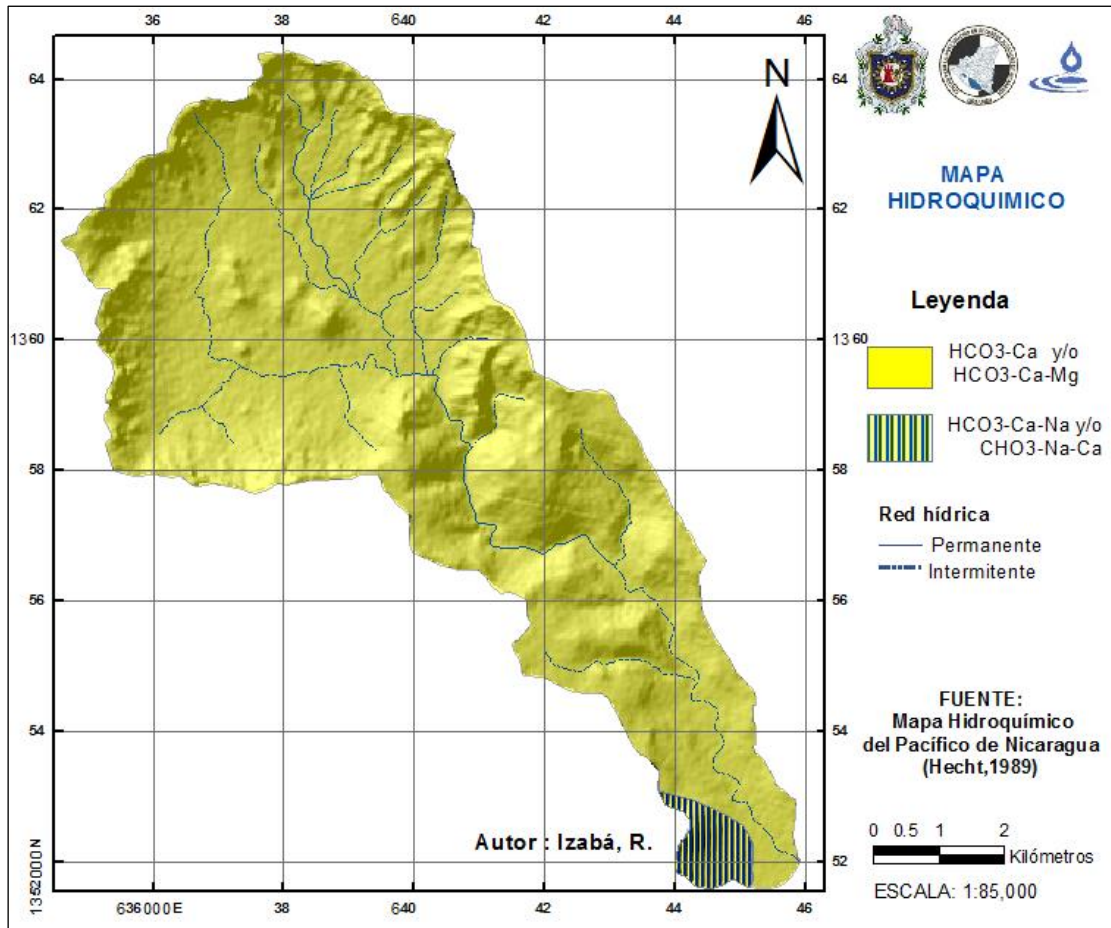 36
38
640
42
44
46
64
62
1360
58
56
54
1352000N
64
62
1360
58
56
54
52
636000E
38
640
42
44
46
N
Autor : Izabá, R.
MAPA
HIDROQUIMICO
Leyenda
HCO3-Ca y/o
HCO3-Ca-Mg
HCO3-Ca-Na y/o
CHO3-Na-Ca
Red hídrica
Permanente
Intermitente
FUENTE:
Mapa Hidroquímico
del Pacífico de Nicaragua
(Hecht,1989)
0 0.5 1 2
Kilómetros
ESCALA: 1:85,000